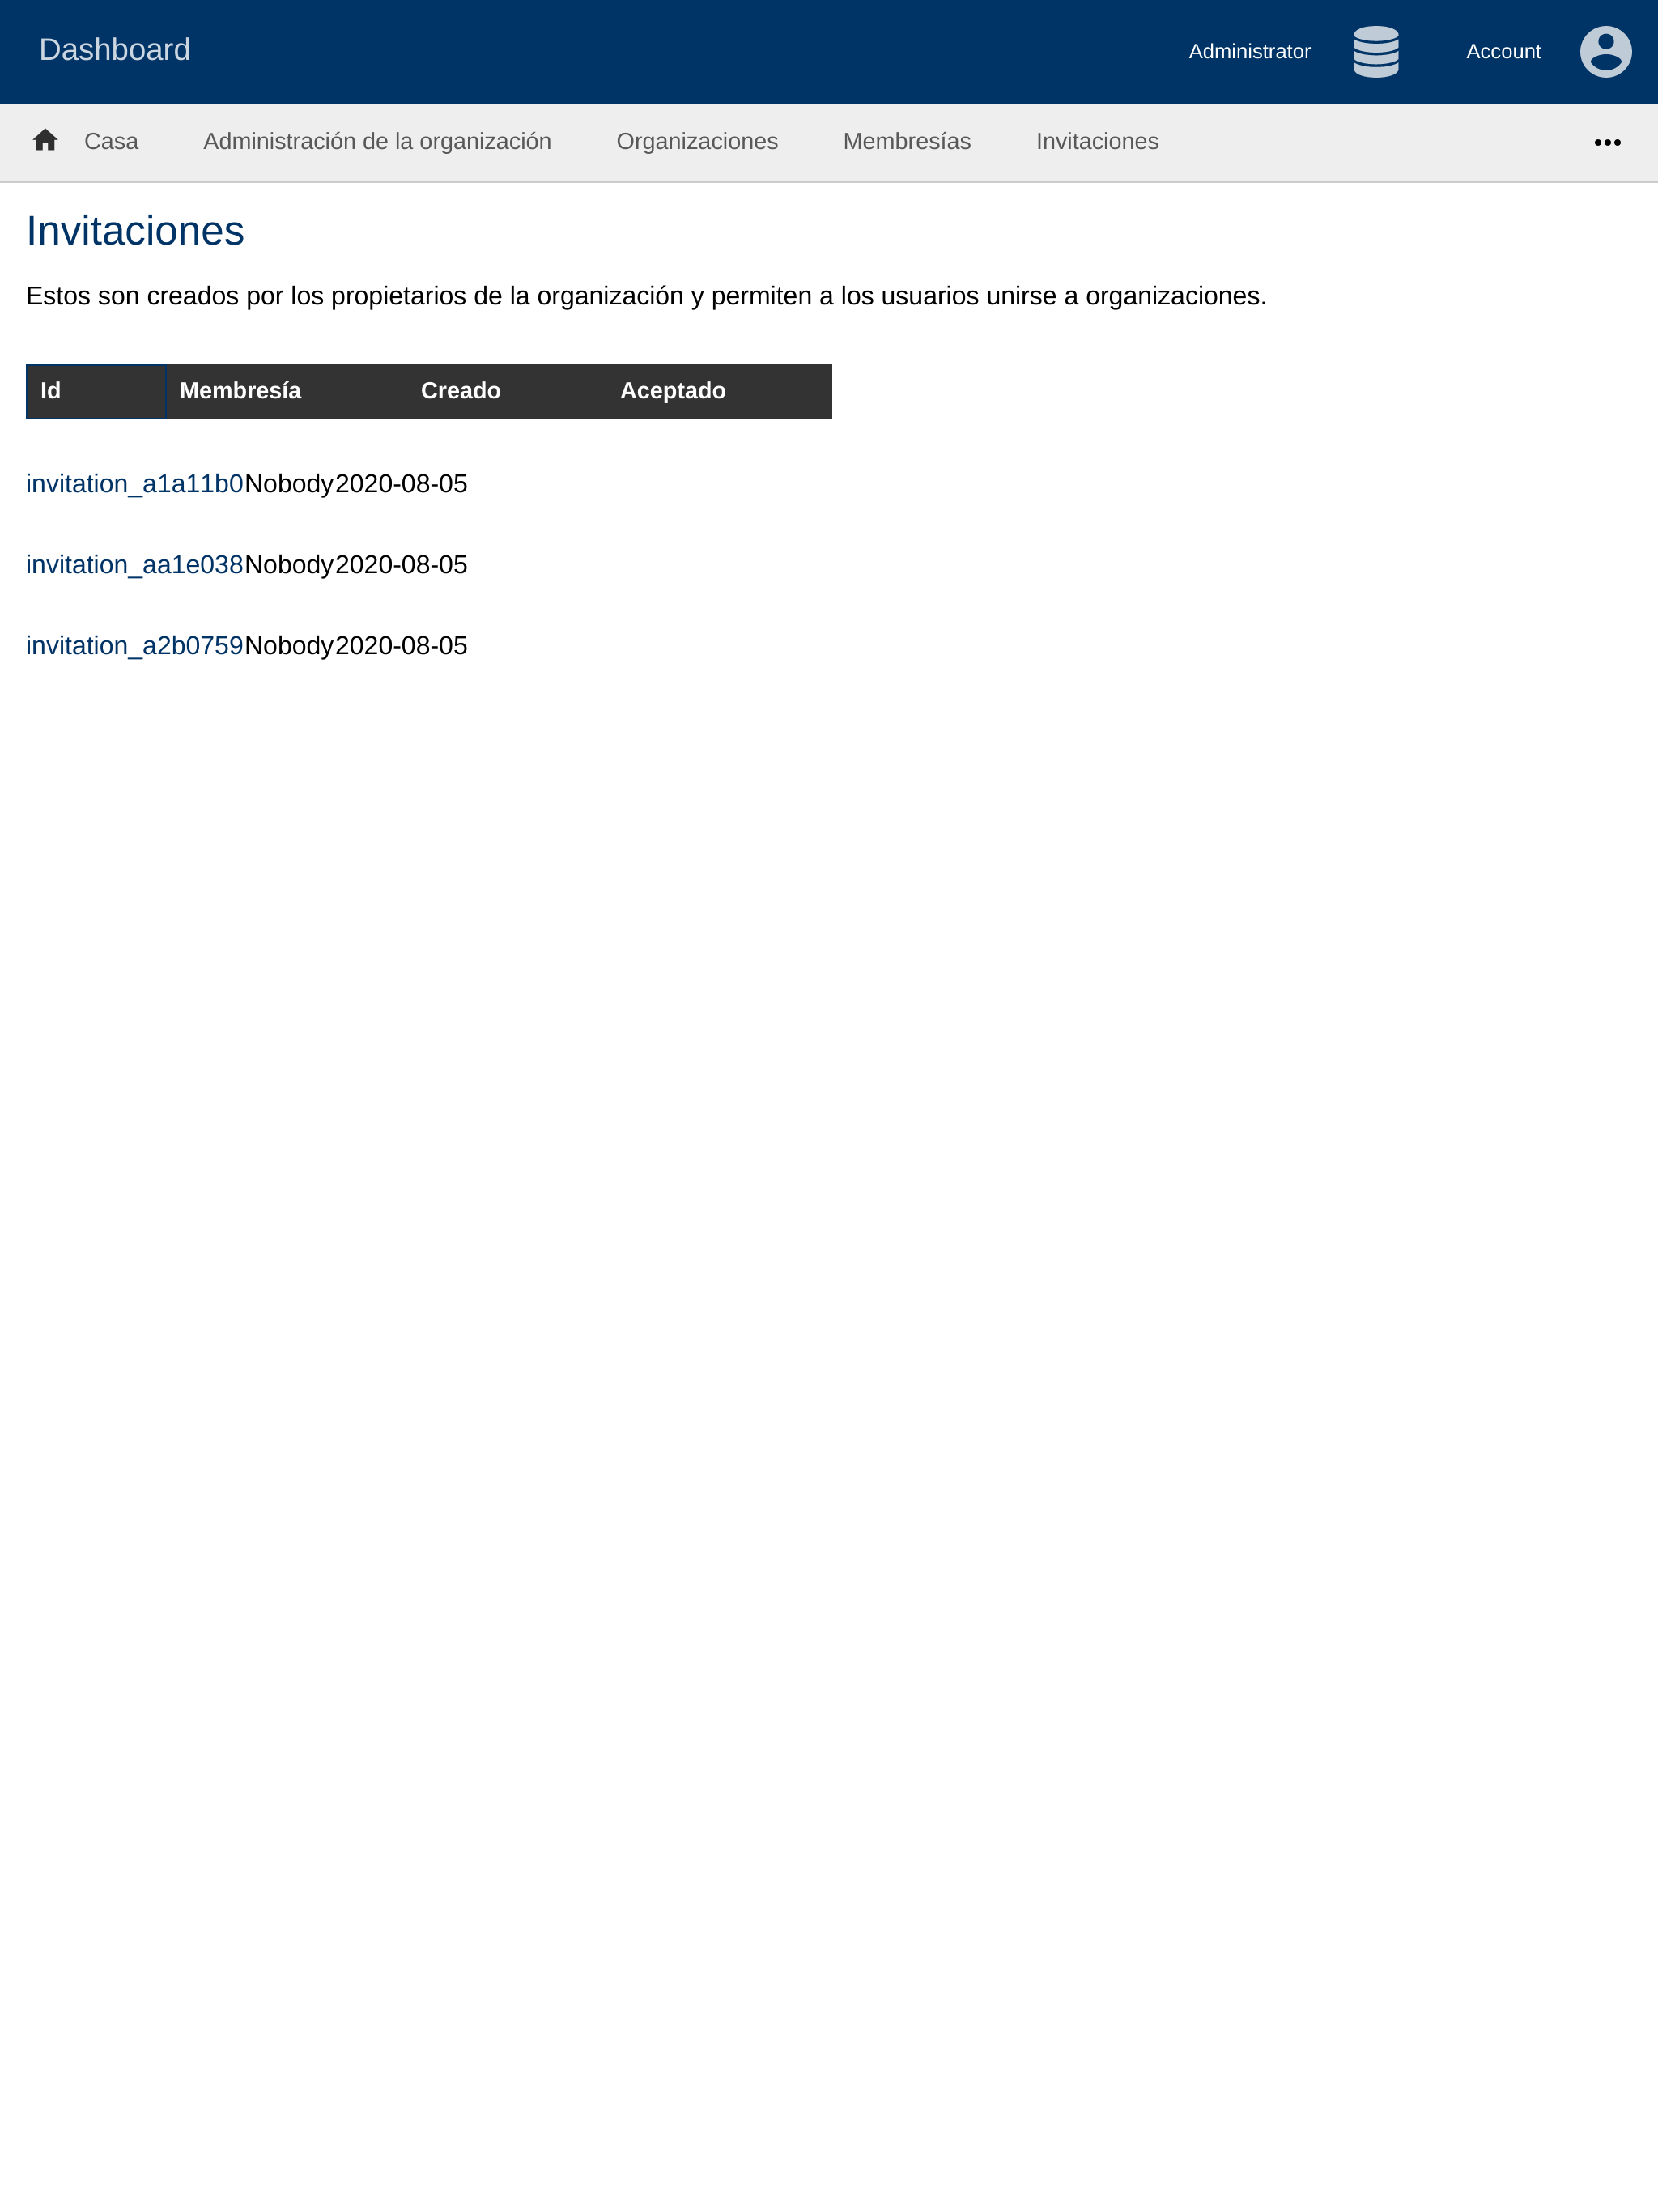 Dashboard Administrator Account
Casa Administración de la organización Organizaciones Membresías Invitaciones
Invitaciones
Estos son creados por los propietarios de la organización y permiten a los usuarios unirse a organizaciones.
Id Membresía Creado Aceptado
invitation_a1a11b0Nobody2020-08-05
invitation_aa1e038Nobody2020-08-05
invitation_a2b0759Nobody2020-08-05